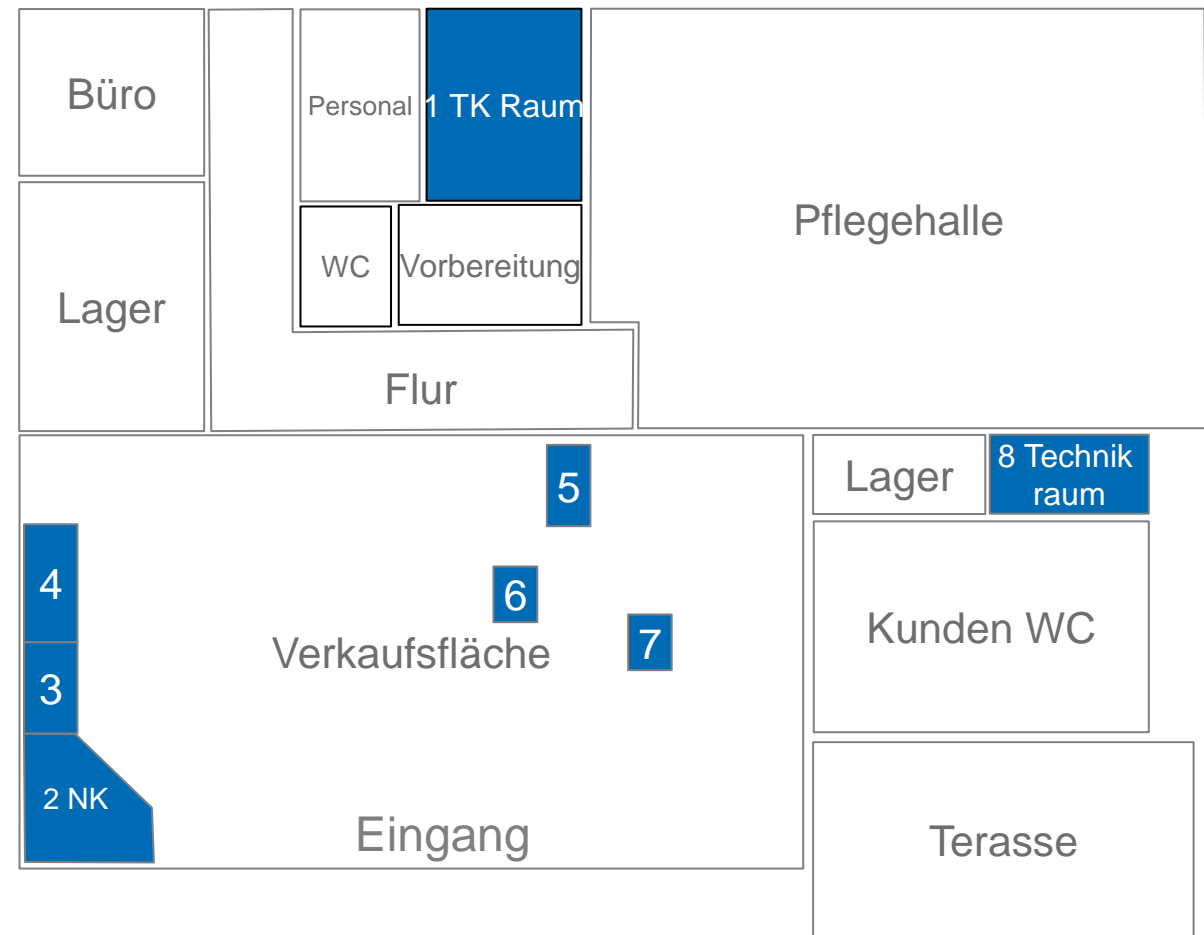 Büro
Personal
1 TK Raum
Pflegehalle
WC
Vorbereitung
Lager
Flur
5
Lager
8 Technik
raum
4
6
7
Kunden WC
Verkaufsfläche
3
2 NK
Eingang
Terasse